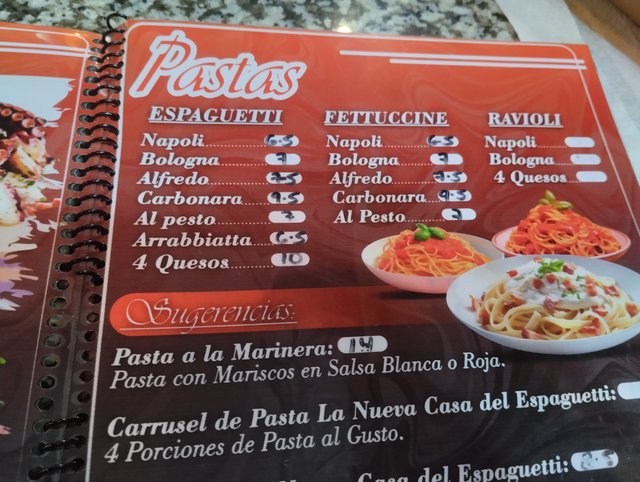 Pastas
ESPAGUETTI
Napoli
Bologna
Alfredo
Carbonara
Al pesto
Arrabbiatta
4 Quesos 10
FETTUCCINE
Napoli
Bologna
Alfredo
Carbonara
Al Pesto
RAVIOLI
Napoli
Bologna
4 Quesos
Sugerencias:
Pasta a la Marinera: 14
Pasta con Mariscos en Salsa Blanca o Roja.
Carrusel de Pasta La Nueva Casa del Espaguetti:
4 Porciones de Pasta al Gusto.
Casa del Espaguetti: